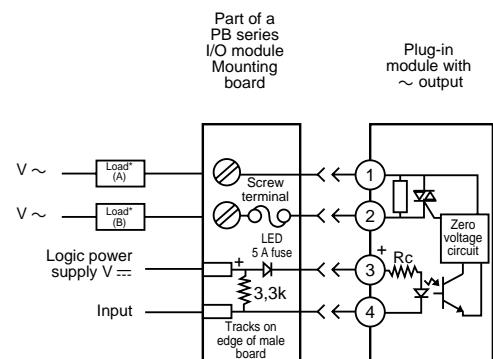 Part of a
PB series
I/O module
Mounting
board
Plug-in
module with
∼ output
V ∼
Load*
(A)
1
Screw
terminal
V ∼
Load*
(B)
2
LED
5 A fuse
Zero
voltage
circuit
Logic power
supply V ⎓
+
3
+
Rc
3,3k
Input
4
Tracks on
edge of male
board